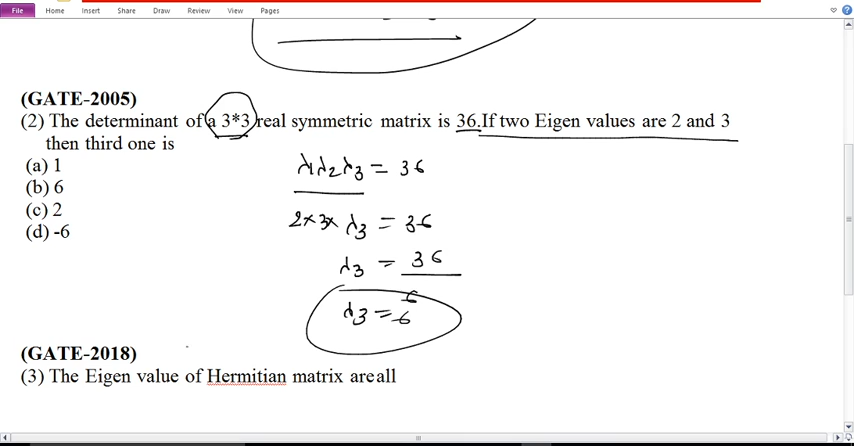 File Home Insert Share Draw Review View Pages
(GATE-2005)
(2) The determinant of a 3*3 real symmetric matrix is 36.If two Eigen values are 2 and 3
then third one is
(a) 1
(b) 6
(c) 2
(d) -6
λ1λ2λ3 = 36
2×3×λ3 = 36
λ3 = 36
6
λ3 = 6
(GATE-2018)
(3) The Eigen value of Hermitian matrix are all